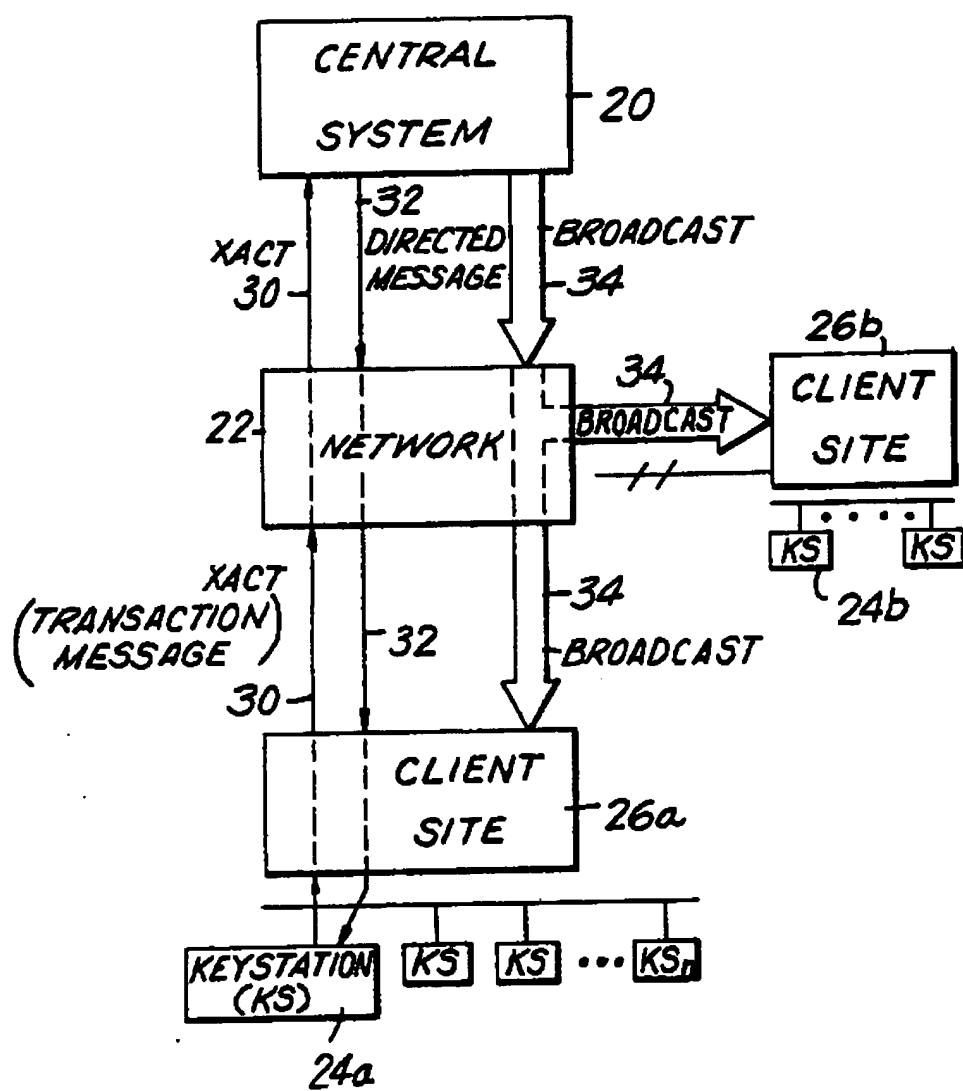 CENTRAL
SYSTEM
20
32
DIRECTED
MESSAGE
BROADCAST
34
XACT
30
26b
CLIENT
SITE
34
BROADCAST
22
NETWORK
KS
KS
24b
XACT
(TRANSACTION
MESSAGE)
30
32
34
BROADCAST
CLIENT
SITE
26a
KEYSTATION
(KS)
KS
KS
KSn
24a